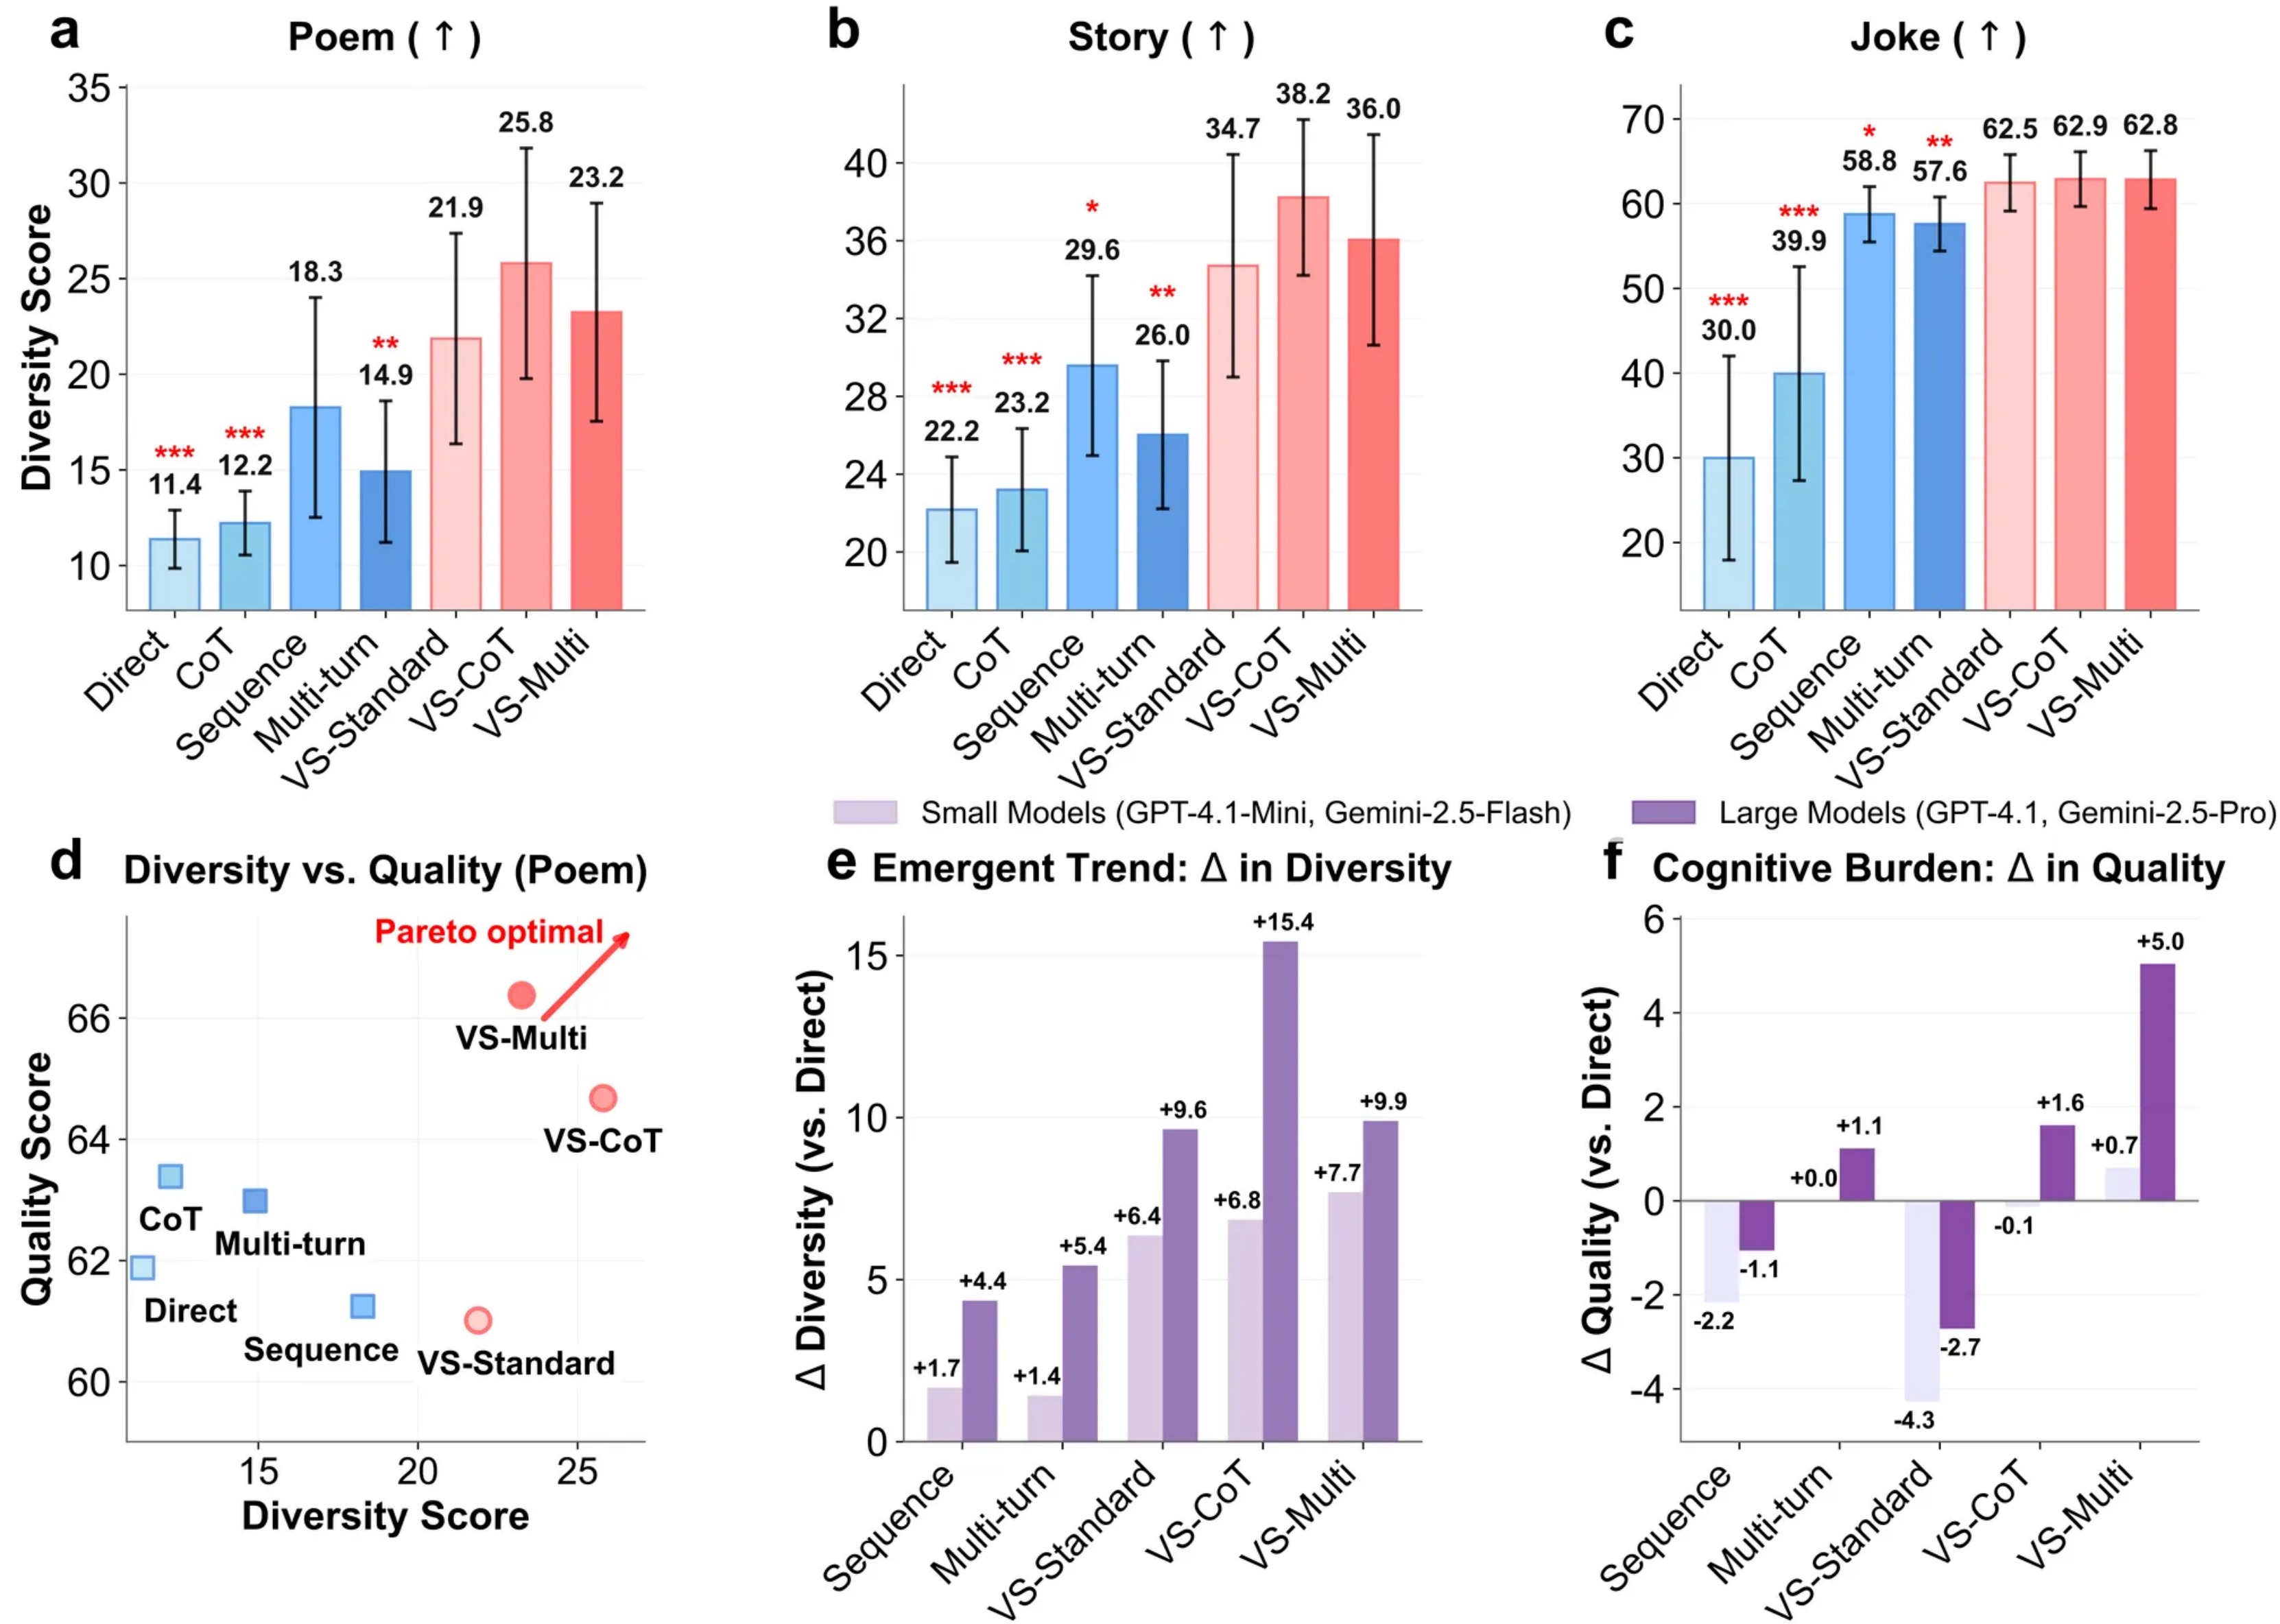 a
Poem ( ↑ )
Diversity Score
35
30
25
20
15
10
***
11.4
***
12.2
18.3
**
14.9
21.9
25.8
23.2
Direct
CoT
Sequence
Multi-turn
VS-Standard
VS-CoT
VS-Multi
b
Story ( ↑ )
40
36
32
28
24
20
***
22.2
***
23.2
*
29.6
**
26.0
34.7
38.2
36.0
Direct
CoT
Sequence
Multi-turn
VS-Standard
VS-CoT
VS-Multi
c
Joke ( ↑ )
70
60
50
40
30
20
***
30.0
***
39.9
*
58.8
**
57.6
62.5
62.9
62.8
Direct
CoT
Sequence
Multi-turn
VS-Standard
VS-CoT
VS-Multi
Small Models (GPT-4.1-Mini, Gemini-2.5-Flash)
Large Models (GPT-4.1, Gemini-2.5-Pro)
d
Diversity vs. Quality (Poem)
Quality Score
66
64
62
60
Pareto optimal
VS-Multi
VS-CoT
CoT
Multi-turn
Direct
Sequence
VS-Standard
15
20
25
Diversity Score
e
Emergent Trend: Δ in Diversity
Δ Diversity (vs. Direct)
15
10
5
0
+1.7
+4.4
+1.4
+5.4
+6.4
+9.6
+6.8
+15.4
+7.7
+9.9
Sequence
Multi-turn
VS-Standard
VS-CoT
VS-Multi
f
Cognitive Burden: Δ in Quality
Δ Quality (vs. Direct)
6
4
2
0
-2
-4
-2.2
-1.1
+0.0
+1.1
-4.3
-2.7
-0.1
+1.6
+0.7
+5.0
Sequence
Multi-turn
VS-Standard
VS-CoT
VS-Multi